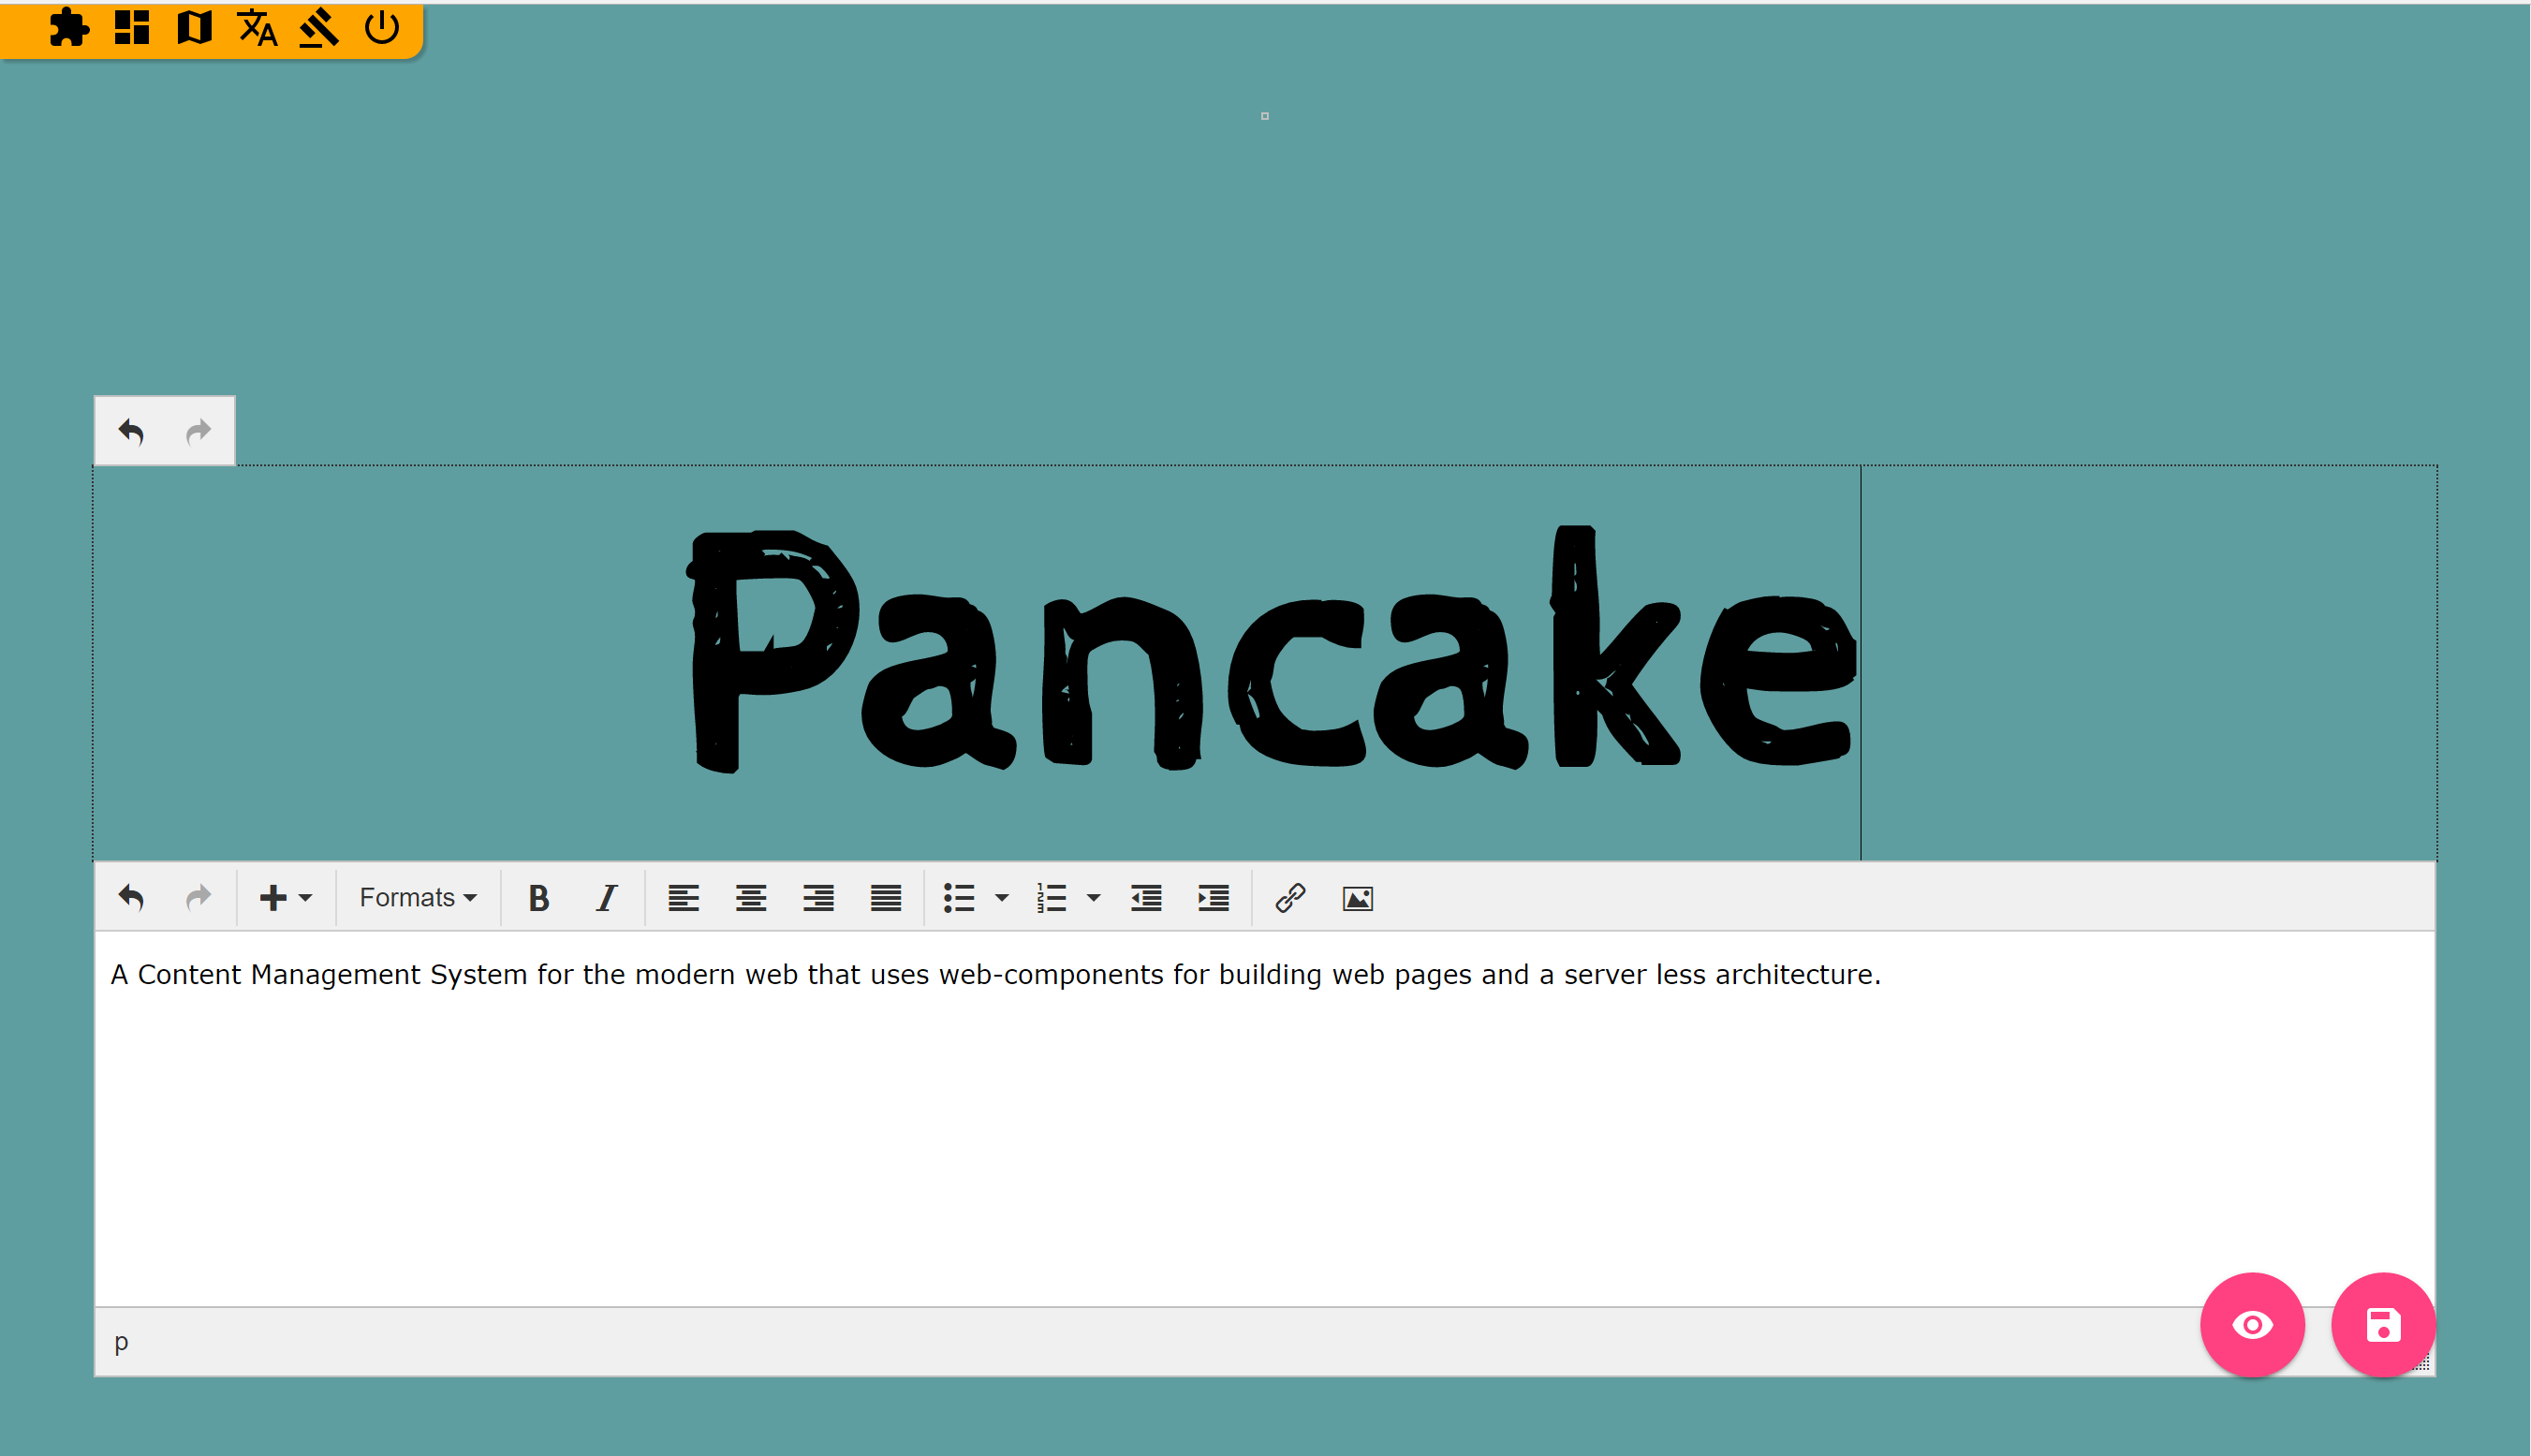 Pancake
Formats
A Content Management System for the modern web that uses web-components for building web pages and a server less architecture.
p